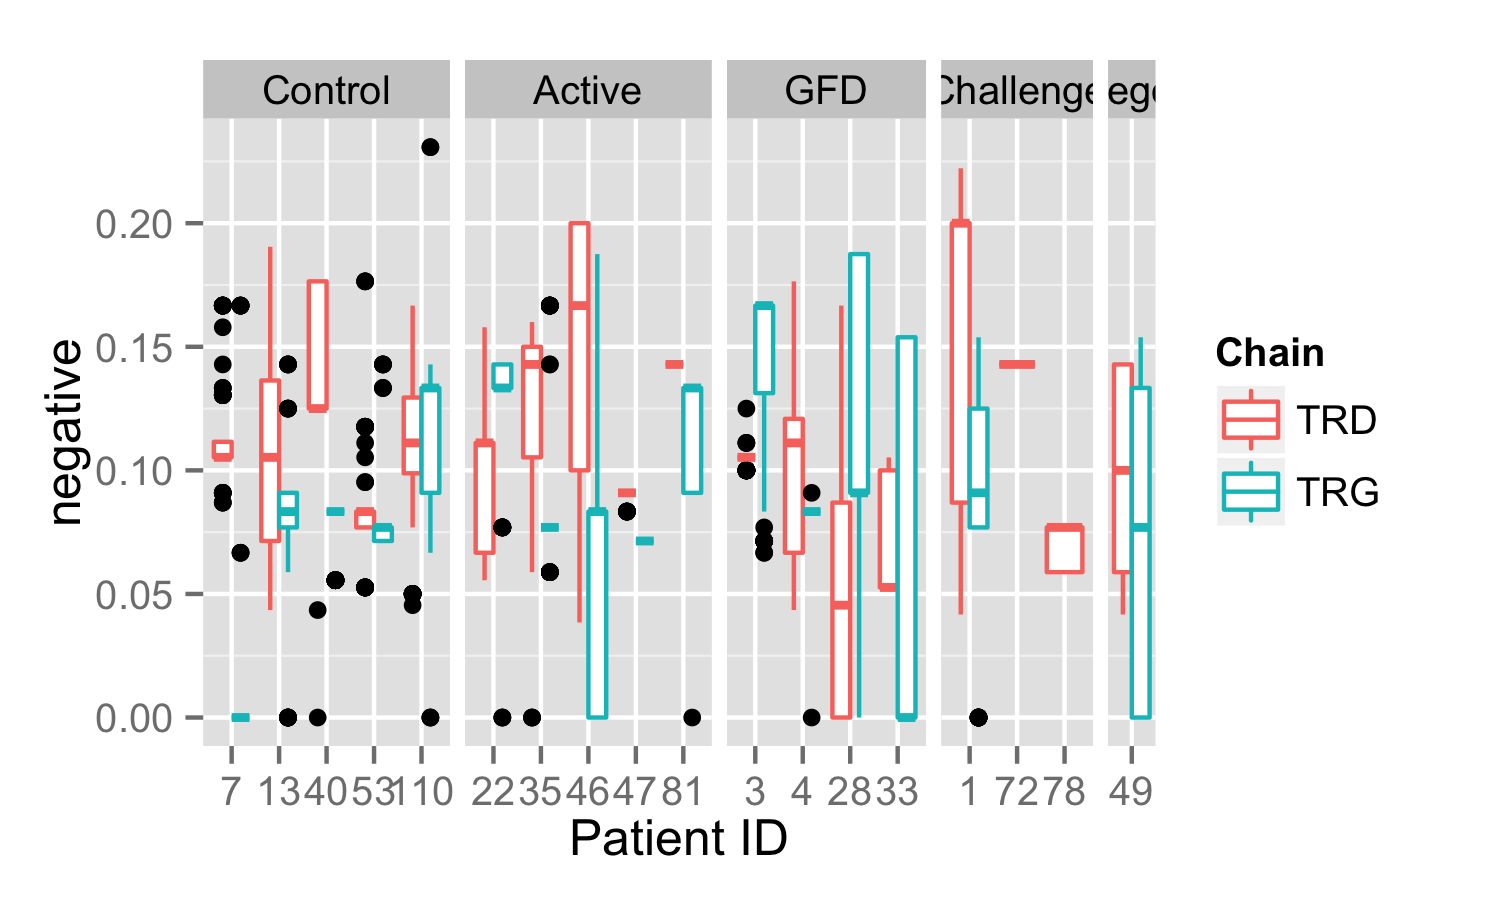 Control Active GFD Challenge
0.20
0.15
0.10
0.05
0.00
negative
7 13 40 53 110 22 35 46 47 81 3 4 28 33 1 72 78 49
Patient ID
Chain
TRD
TRG